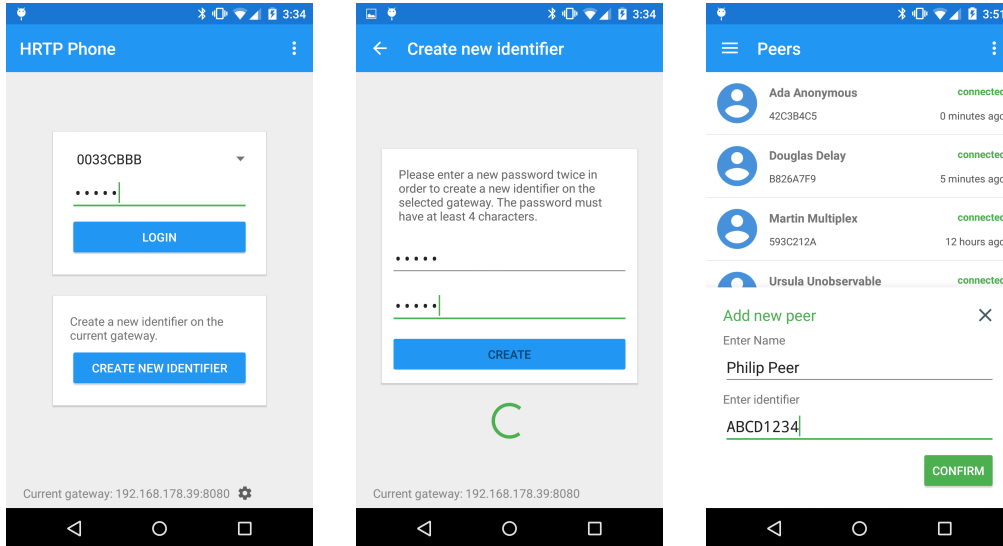 3:34
HRTP Phone
0033CBBB
•••••
LOGIN
Create a new identifier on the
current gateway.
CREATE NEW IDENTIFIER
Current gateway: 192.168.178.39:8080
3:34
Create new identifier
Please enter a new password twice in
order to create a new identifier on the
selected gateway. The password must
have at least 4 characters.
•••••
•••••
CREATE
Current gateway: 192.168.178.39:8080
3:51
Peers
Ada Anonymous connected
42C3B4C5 0 minutes ago
Douglas Delay connected
B826A7F9 5 minutes ago
Martin Multiplex connected
593C212A 12 hours ago
Ursula Unobservable connected
Add new peer
Enter Name
Philip Peer
Enter identifier
ABCD1234
CONFIRM